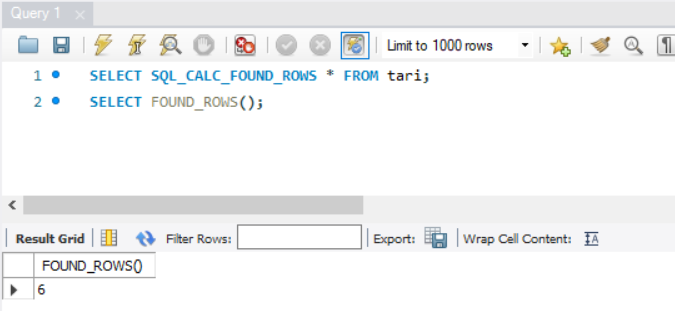 Query 1
Limit to 1000 rows
1 SELECT SQL_CALC_FOUND_ROWS * FROM tari;
2 SELECT FOUND_ROWS();
Result Grid Filter Rows: Export: Wrap Cell Content: IA
FOUND_ROWS()
6